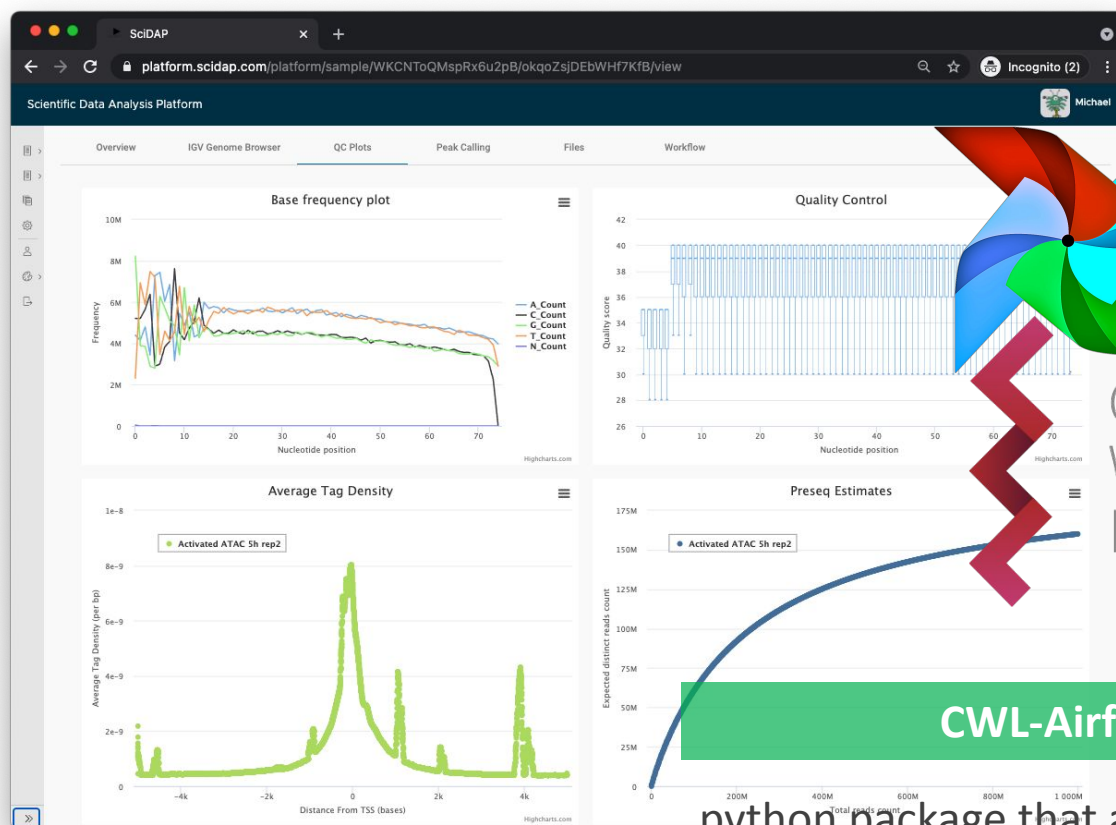 SciDAP
platform.scidap.com/platform/sample/WKCNToQMspRx6u2pB/okqoZsjDEbWHf7KfB/view
Incognito (2)
Scientific Data Analysis Platform
Michael
Overview IGV Genome Browser QC Plots Peak Calling Files Workflow
Base frequency plot
10M
8M
6M
4M
2M
0
Frequency
0 10 20 30 40 50 60 70
Nucleotide position
A_Count
C_Count
G_Count
T_Count
N_Count
Highcharts.com
Quality Control
42
40
38
36
34
32
30
28
26
Quality score
0 10 20 30 40 50 60 70
Nucleotide position
Highcharts.com
Average Tag Density
Activated ATAC 5h rep2
1e-8
8e-9
6e-9
4e-9
2e-9
0
Average Tag Density (per bp)
-4k -2k 0 2k 4k
Distance From TSS (bases)
Highcharts.com
Preseq Estimates
Activated ATAC 5h rep2
175M
150M
125M
100M
75M
50M
25M
0
Expected distinct reads count
0 200M 400M 600M 800M 1 000M
Total reads count
CWL-Airf
python package that a